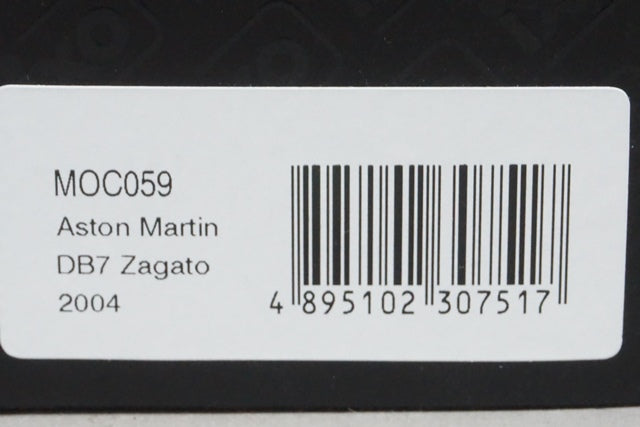 MOC059
Aston Martin
DB7 Zagato
2004
4 895102 307517